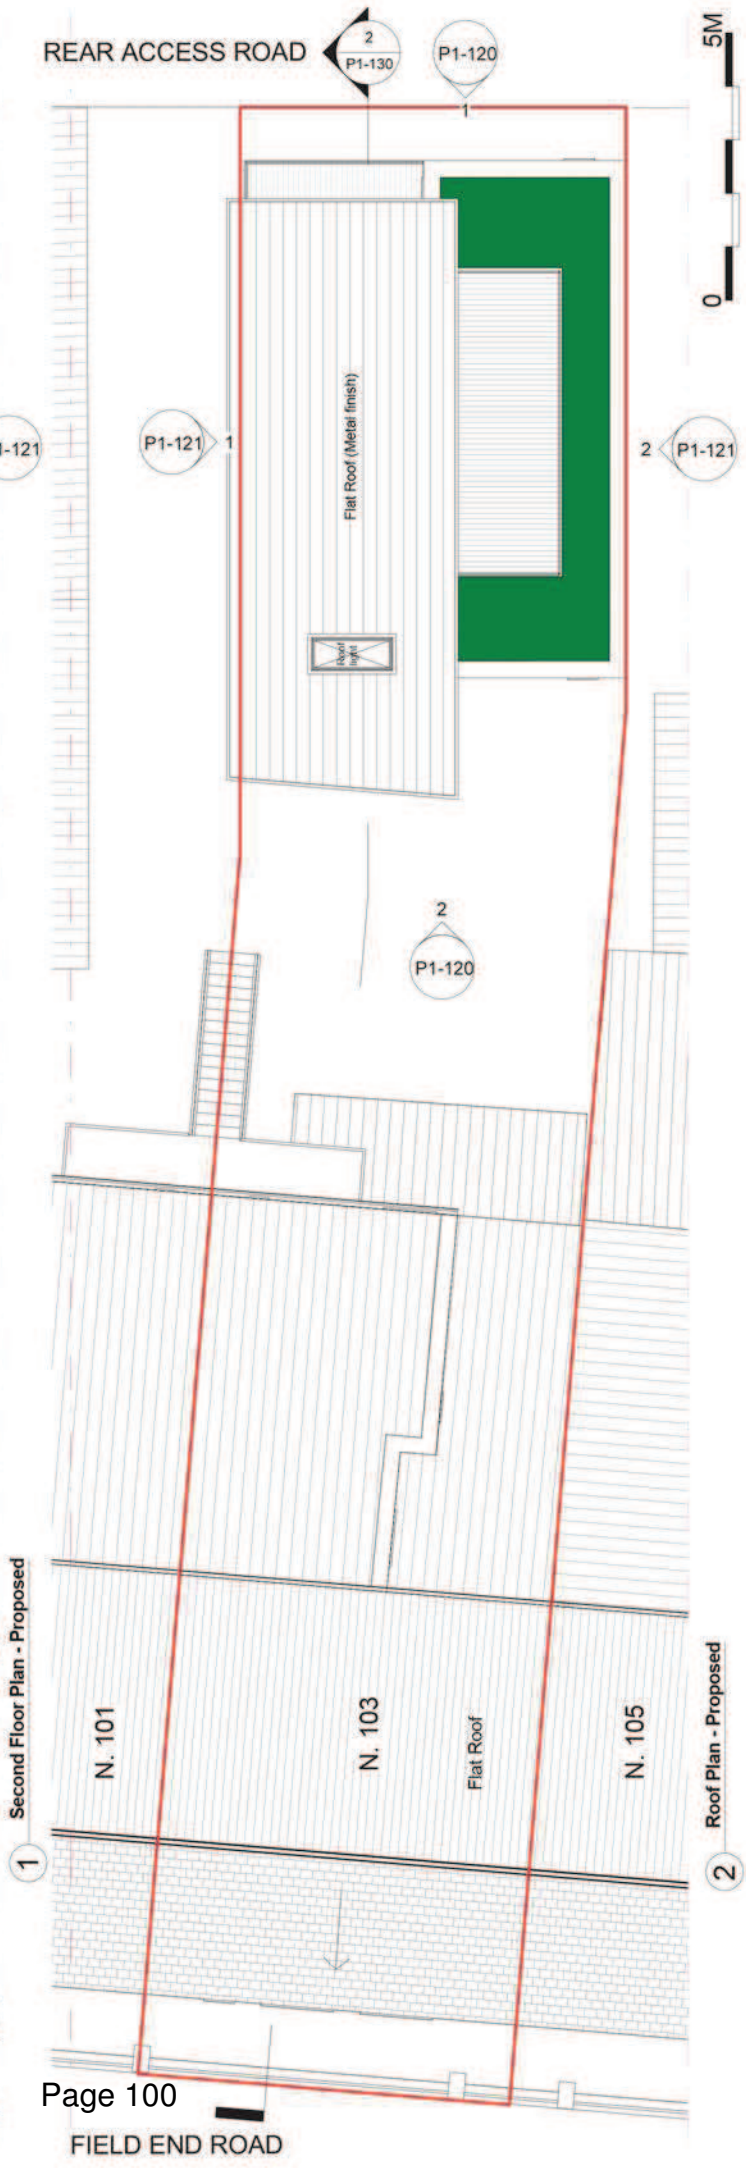 REAR ACCESS ROAD
2
P1-130
P1-120
1
5M
0
1-121
P1-121
1
2
P1-121
Flat Roof (Metal finish)
Roof
light
2
P1-120
Second Floor Plan - Proposed
1
N. 101
N. 103
Flat Roof
N. 105
Roof Plan - Proposed
2
Page 100
FIELD END ROAD